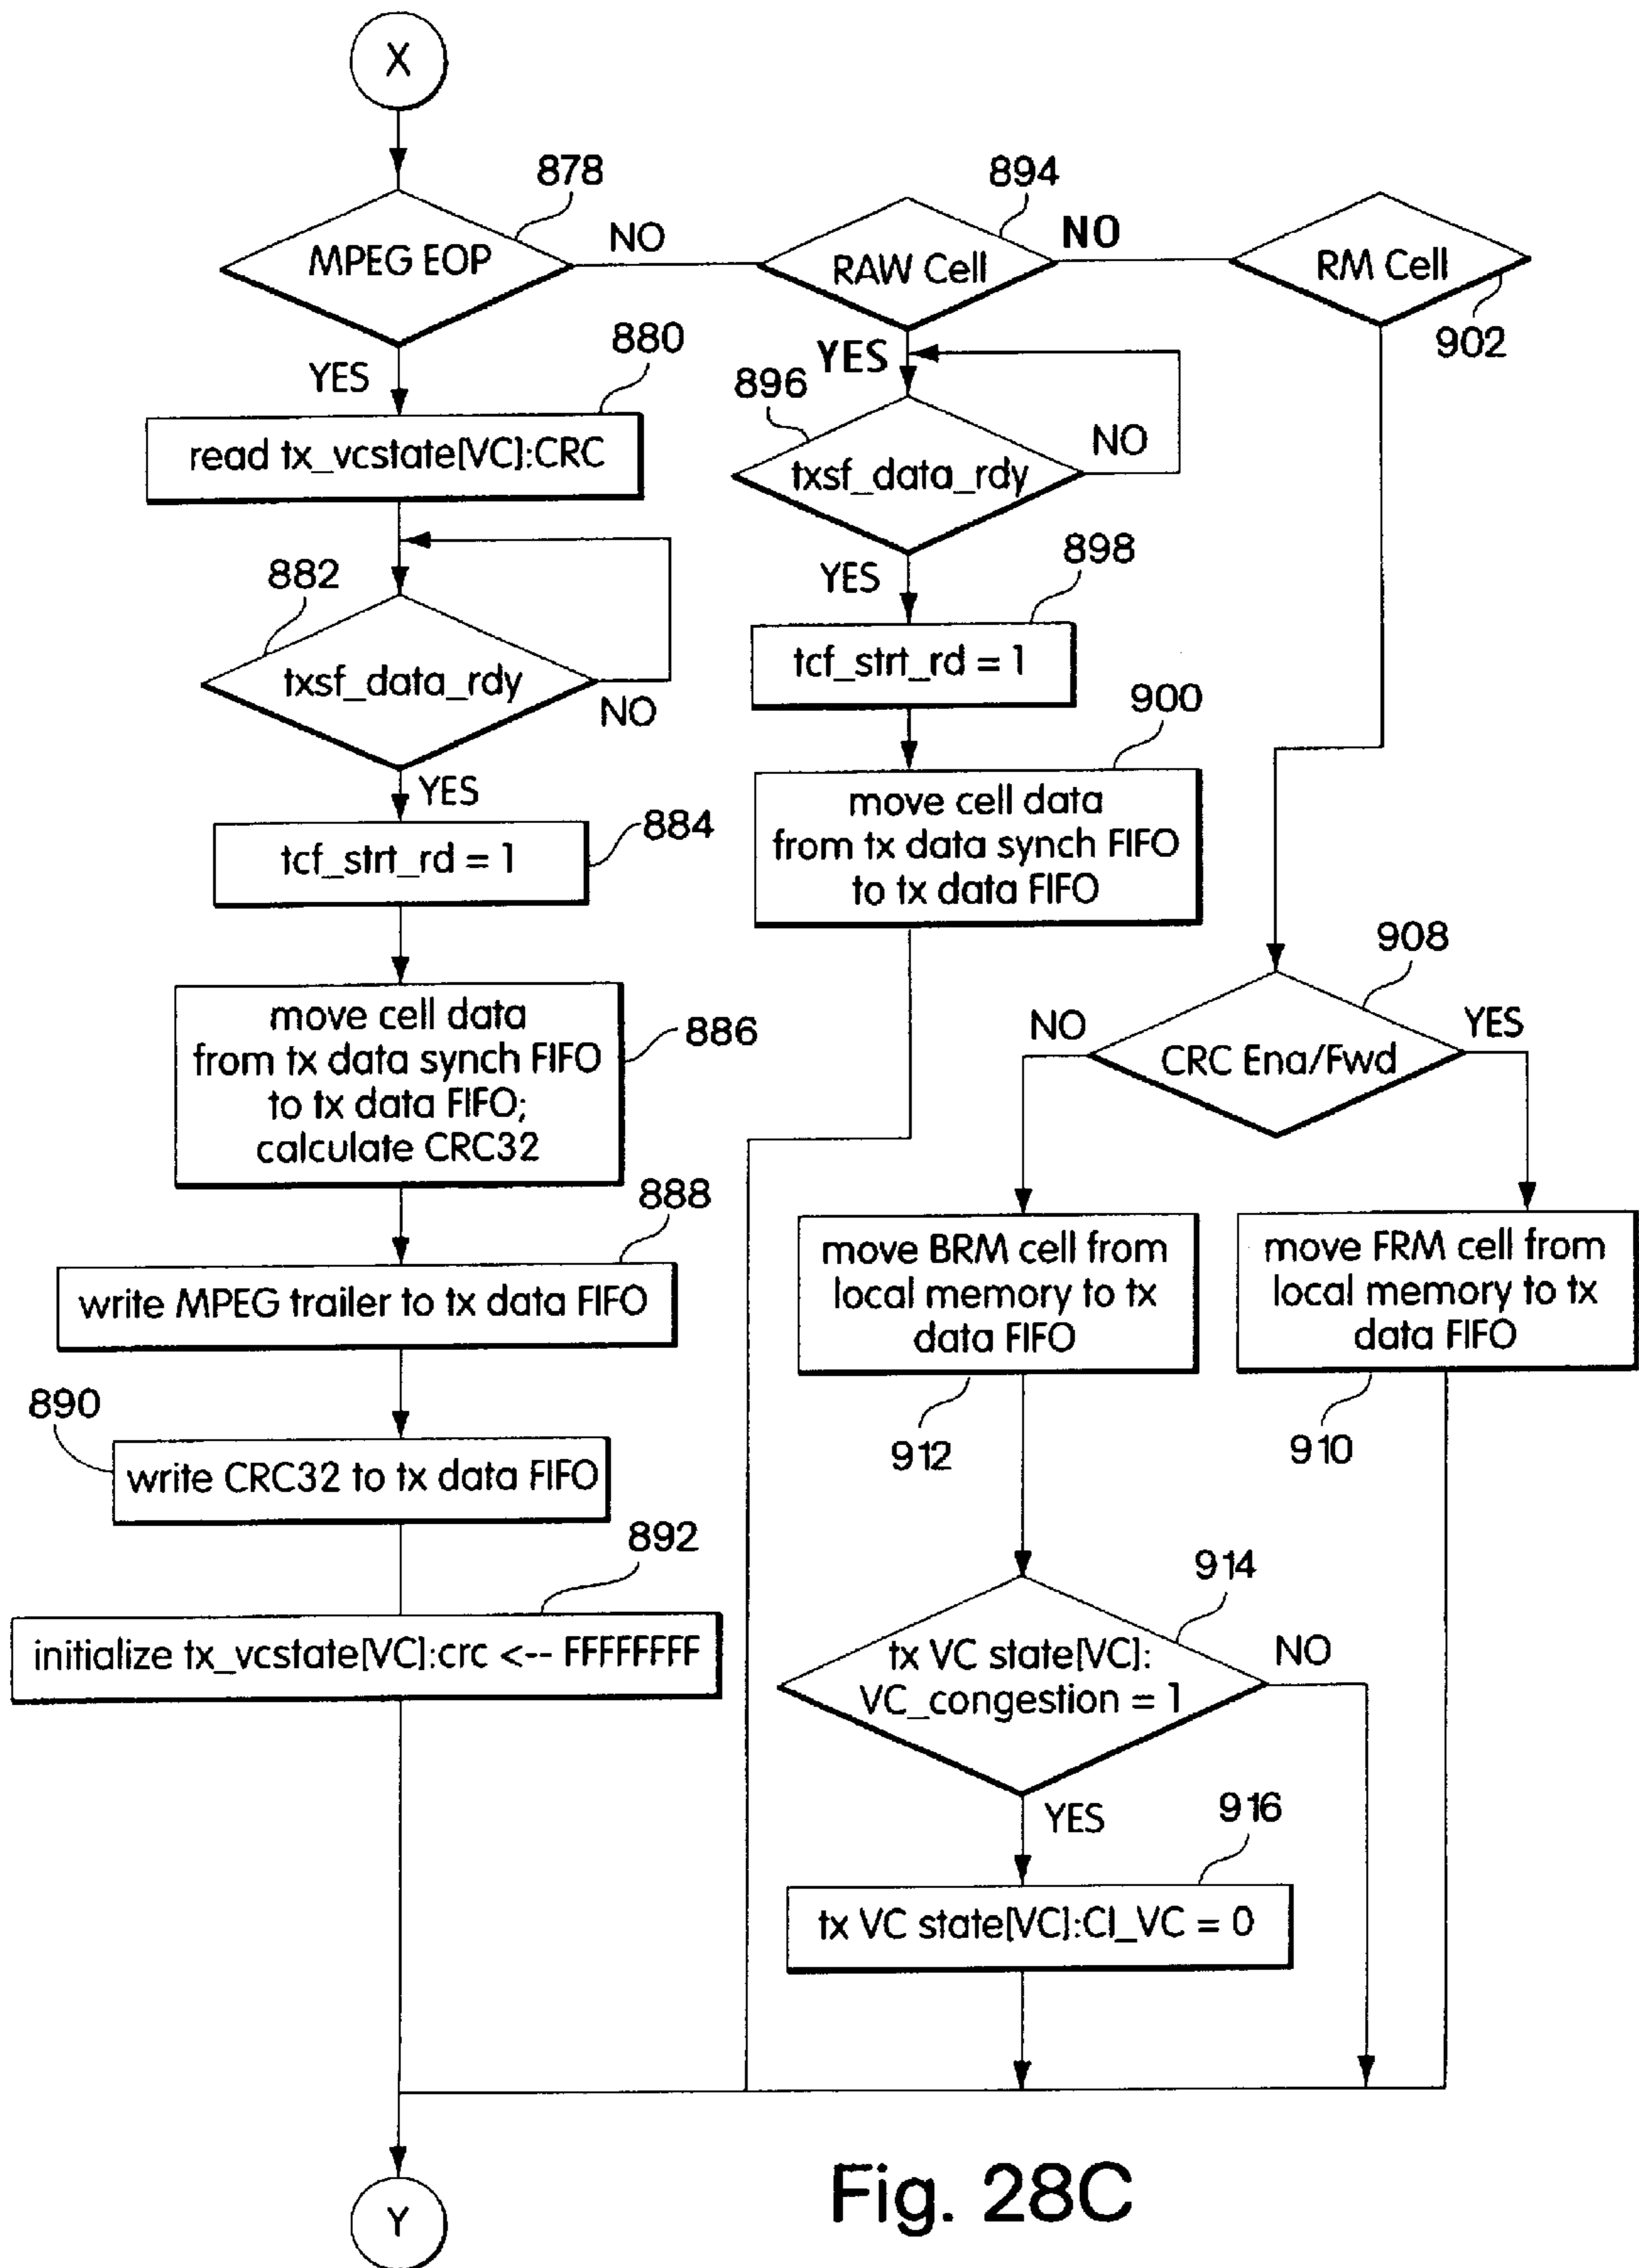 X
878
MPEG EOP
NO
894
RAW Cell
NO
RM Cell
902
YES
880
read tx_vcstate[VC]:CRC
882
txsf_data_rdy
NO
YES
tcf_strt_rd = 1
884
move cell data
from tx data synch FIFO
to tx data FIFO;
calculate CRC32
886
888
write MPEG trailer to tx data FIFO
890
write CRC32 to tx data FIFO
892
initialize tx_vcstate[VC]:crc <-- FFFFFFFF
YES
896
txsf_data_rdy
NO
YES
898
tcf_strt_rd = 1
900
move cell data
from tx data synch FIFO
to tx data FIFO
908
NO
CRC Ena/Fwd
YES
move BRM cell from
local memory to tx
data FIFO
912
move FRM cell from
local memory to tx
data FIFO
910
914
tx VC state[VC]:
VC_congestion = 1
NO
YES
916
tx VC state[VC]:CI_VC = 0
Y
Fig. 28C